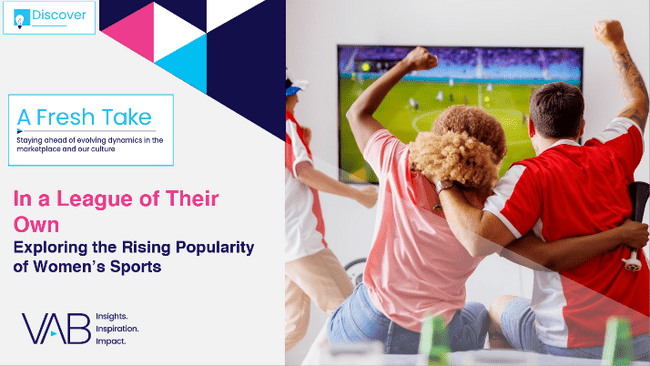 Discover
A Fresh Take
Staying ahead of evolving dynamics in the
marketplace and our culture
In a League of Their
Own
Exploring the Rising Popularity
of Women's Sports
VAB
Insights.
Inspiration.
Impact.